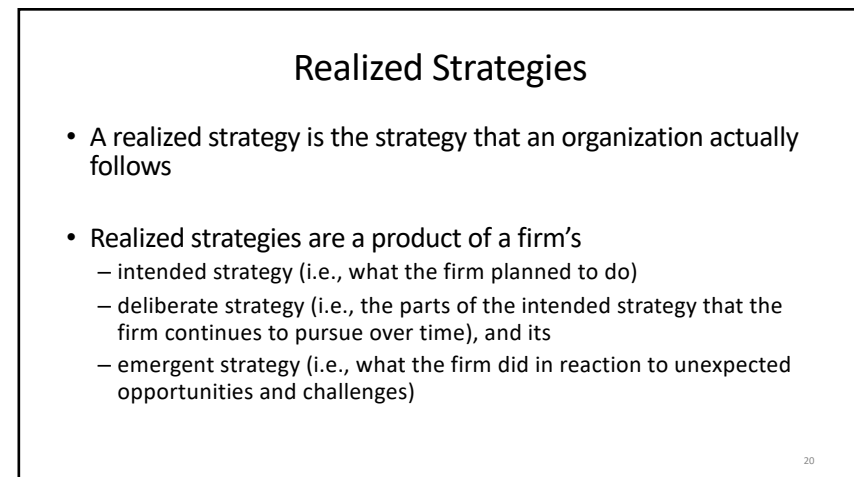 Realized Strategies
• A realized strategy is the strategy that an organization actually
follows
• Realized strategies are a product of a firm's
– intended strategy (i.e., what the firm planned to do)
– deliberate strategy (i.e., the parts of the intended strategy that the
firm continues to pursue over time), and its
– emergent strategy (i.e., what the firm did in reaction to unexpected
opportunities and challenges)
20